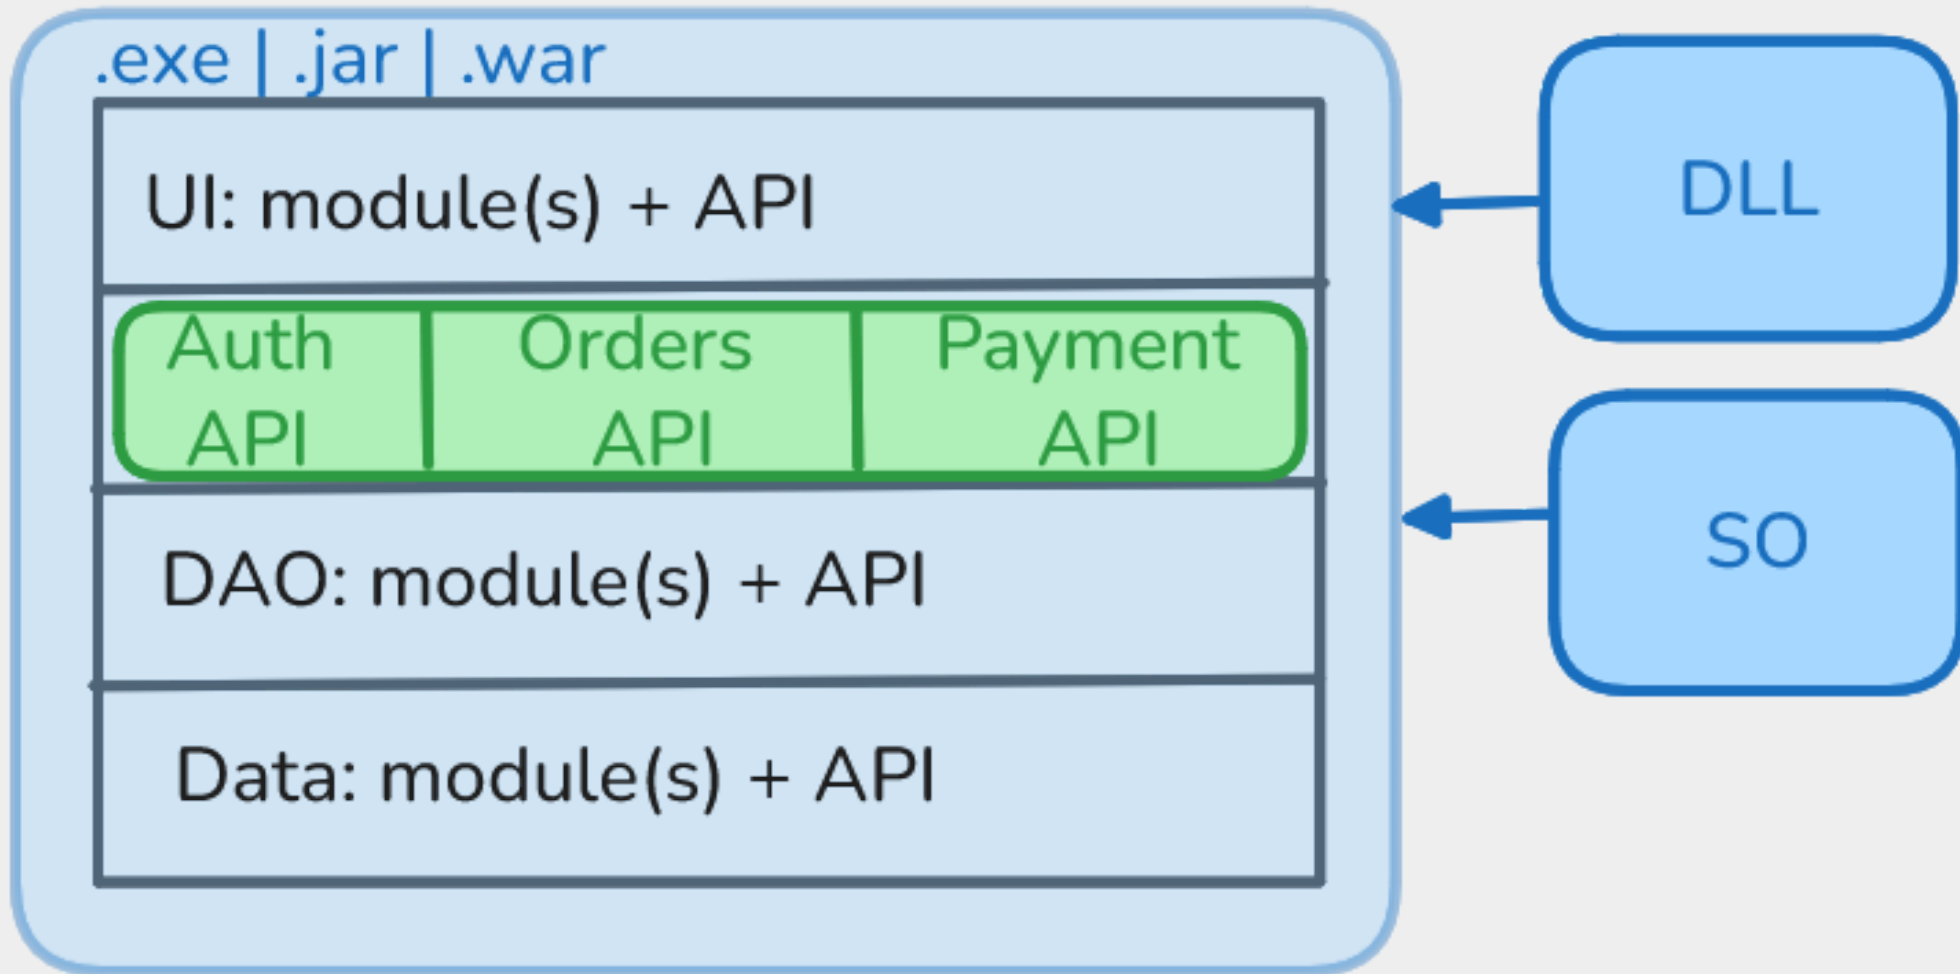 .exe | .jar | .war
UI: module(s) + API
Auth
API
Orders
API
Payment
API
DAO: module(s) + API
Data: module(s) + API
DLL
SO